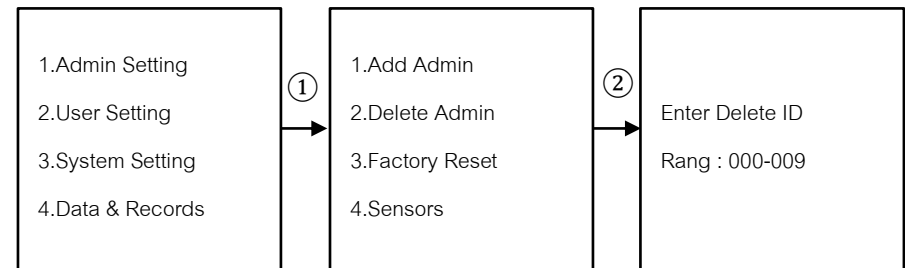 1.Admin Setting
2.User Setting
3.System Setting
4.Data & Records
①
1.Add Admin
2.Delete Admin
3.Factory Reset
4.Sensors
②
Enter Delete ID
Rang : 000-009